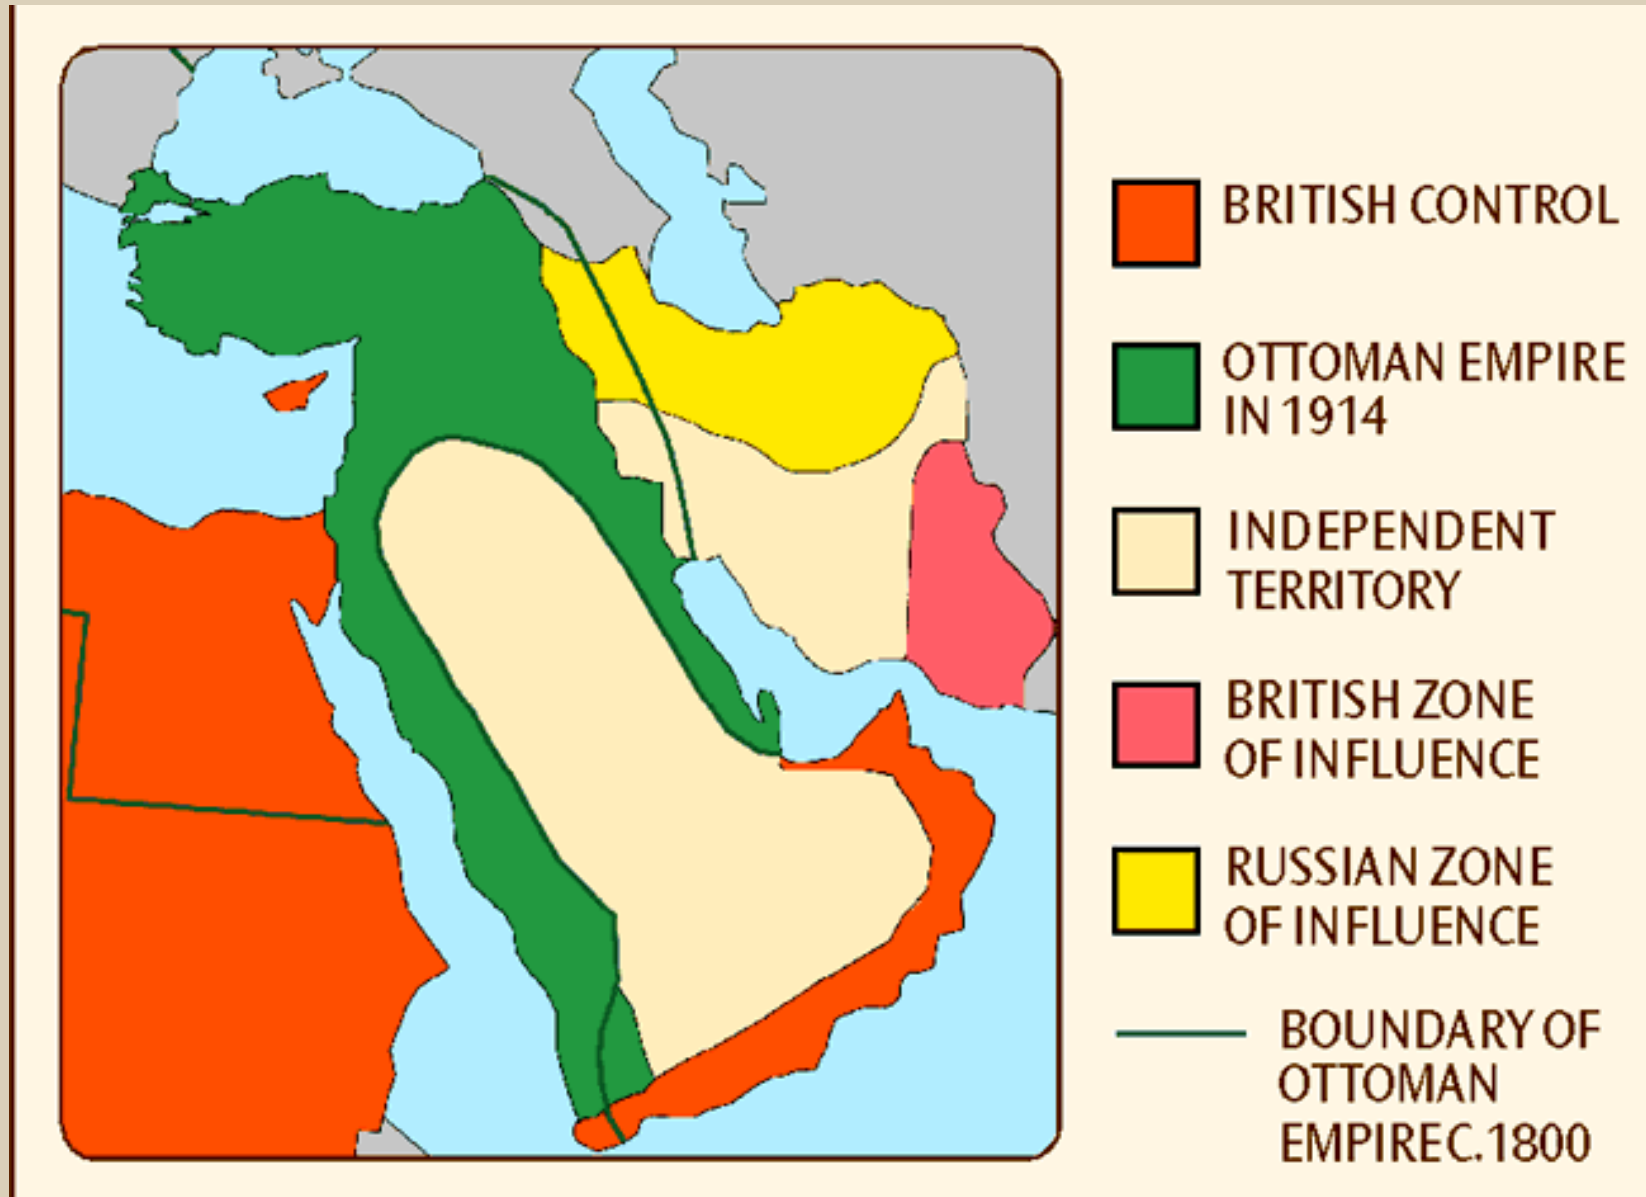 BRITISH CONTROL
OTTOMAN EMPIRE
IN 1914
INDEPENDENT
TERRITORY
BRITISH ZONE
OF INFLUENCE
RUSSIAN ZONE
OF INFLUENCE
BOUNDARY OF
OTTOMAN
EMPIREC.1800